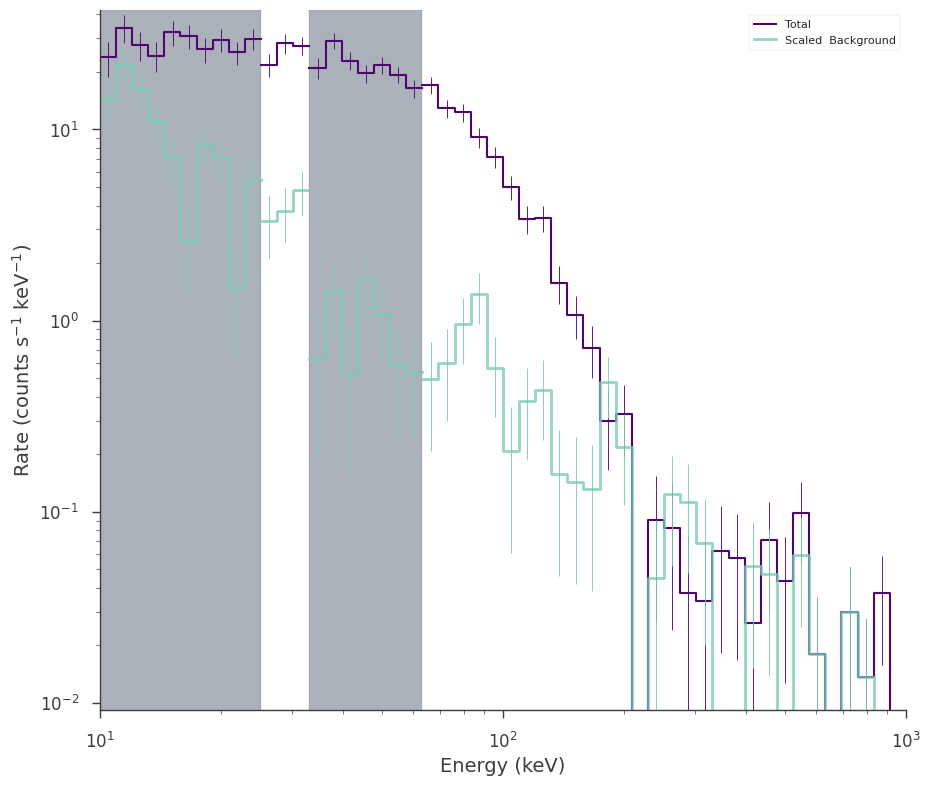 Total
Scaled Background
10¹
10⁰
10⁻¹
10⁻²
Rate (counts s⁻¹ keV⁻¹)
10¹
10²
10³
Energy (keV)